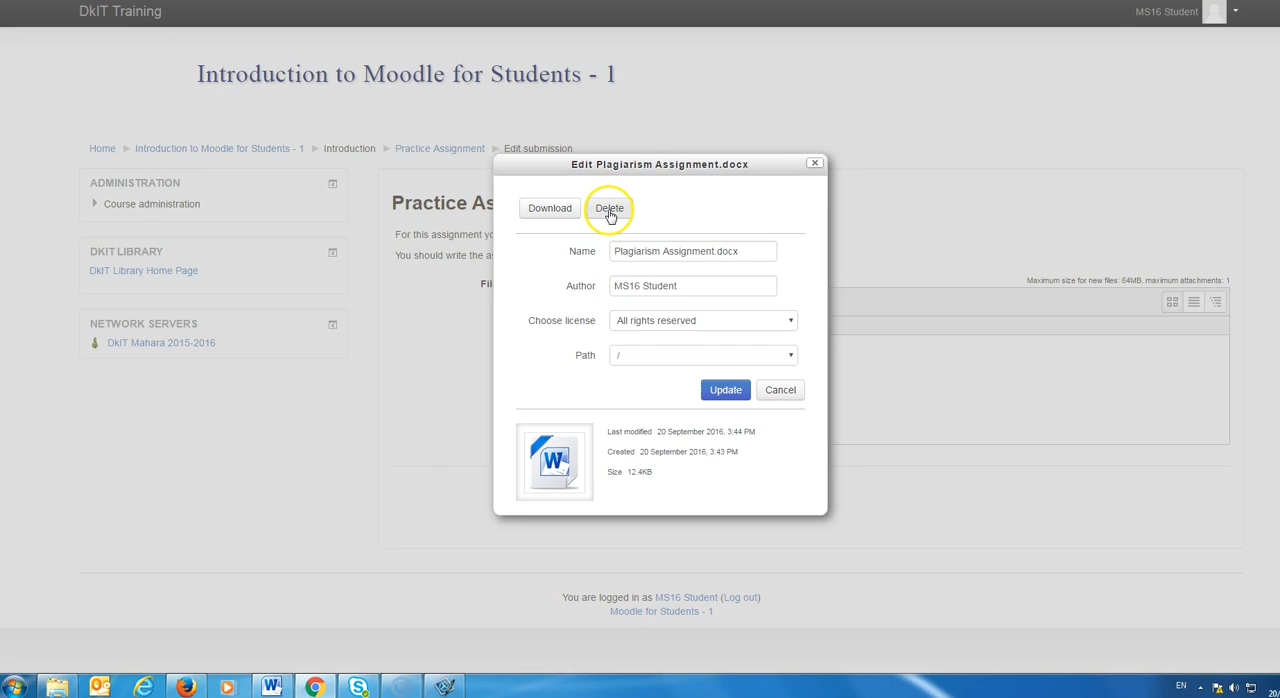 DkIT Training
MS16 Student
Introduction to Moodle for Students - 1
Home Introduction to Moodle for Students - 1 Introduction Practice Assignment Edit submission
ADMINISTRATION
Course administration
DKIT LIBRARY
DkIT Library Home Page
NETWORK SERVERS
DkIT Mahara 2015-2016
Practice As
For this assignment yo
You should write the as
Fil
Maximum size for new files: 64MB, maximum attachments: 1
Edit Plagiarism Assignment.docx
Download Delete
Name Plagiarism Assignment.docx
Author MS16 Student
Choose license All rights reserved
Path /
Update Cancel
W
Last modified 20 September 2016, 3:44 PM
Created 20 September 2016, 3:43 PM
Size 12.4KB
You are logged in as MS16 Student (Log out)
Moodle for Students - 1
EN